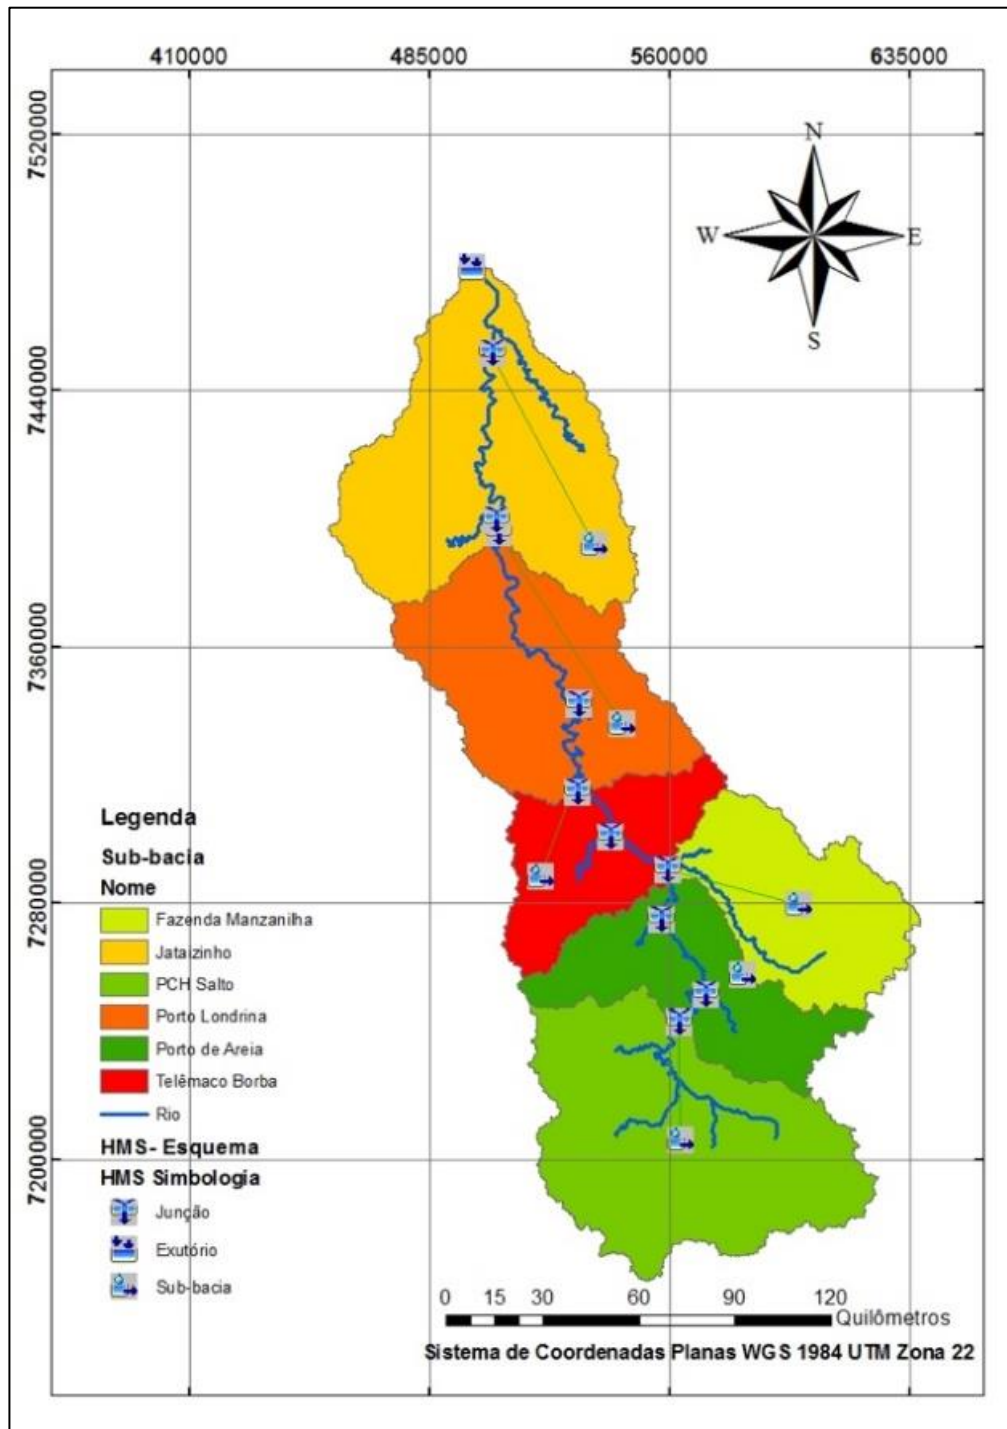 410000 485000 560000 635000
7520000
N
W E
S
7440000
7360000
7280000
7200000
Legenda
Sub-bacia
Nome
Fazenda Manzanilha
Jataizinho
PCH Salto
Porto Londrina
Porto de Areia
Telêmaco Borba
Rio
HMS- Esquema
HMS Simbologia
Junção
Exutório
Sub-bacia
0 15 30 60 90 120
Quilômetros
Sistema de Coordenadas Planas WGS 1984 UTM Zona 22